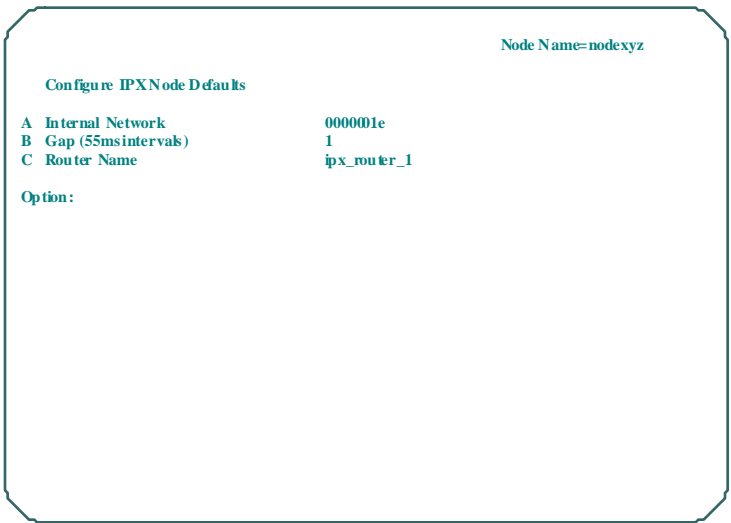 Node Name=nodexyz
Configure IPX Node Defaults
A Internal Network 0000001e
B Gap (55ms intervals) 1
C Router Name ipx_router_1
Option: